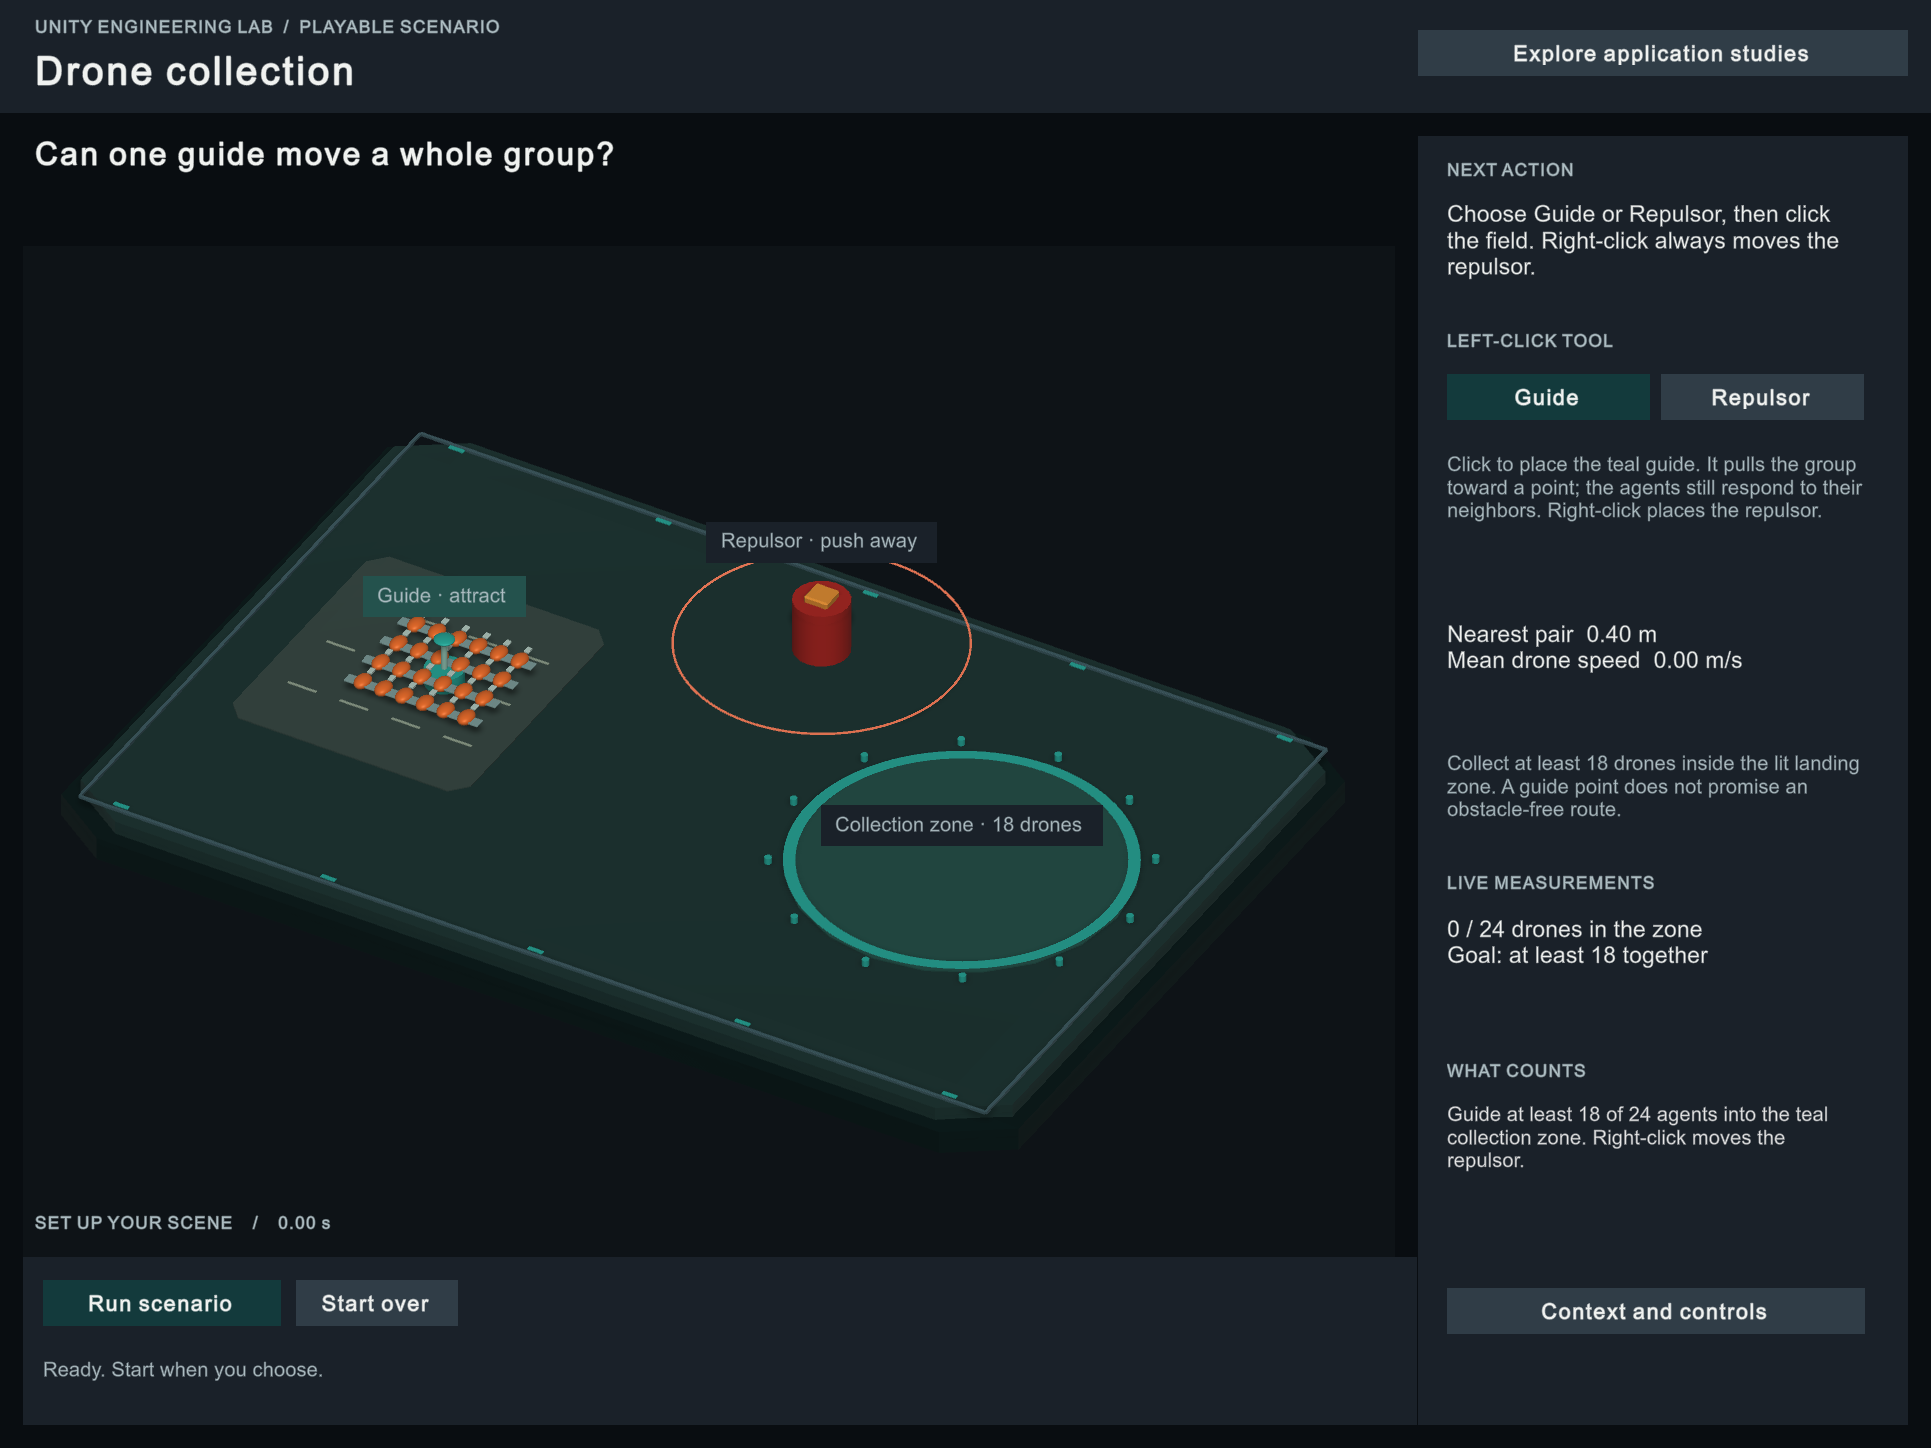 UNITY ENGINEERING LAB / PLAYABLE SCENARIO
Drone collection
Explore application studies
Can one guide move a whole group?
NEXT ACTION
Choose Guide or Repulsor, then click
the field. Right-click always moves the
repulsor.
LEFT-CLICK TOOL
Guide
Repulsor
Click to place the teal guide. It pulls the group
toward a point; the agents still respond to their
neighbors. Right-click places the repulsor.
Repulsor · push away
Guide · attract
Collection zone · 18 drones
Nearest pair 0.40 m
Mean drone speed 0.00 m/s
Collect at least 18 drones inside the lit landing
zone. A guide point does not promise an
obstacle-free route.
LIVE MEASUREMENTS
0 / 24 drones in the zone
Goal: at least 18 together
WHAT COUNTS
Guide at least 18 of 24 agents into the teal
collection zone. Right-click moves the
repulsor.
SET UP YOUR SCENE / 0.00 s
Run scenario
Start over
Context and controls
Ready. Start when you choose.